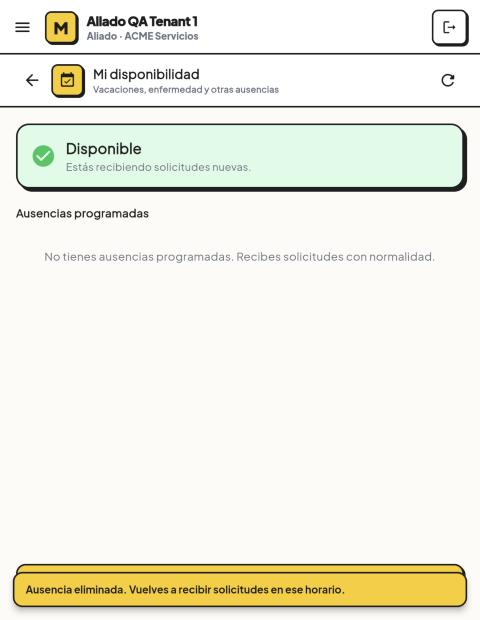 M
Aliado QA Tenant 1
Aliado · ACME Servicios
Mi disponibilidad
Vacaciones, enfermedad y otras ausencias
Disponible
Estás recibiendo solicitudes nuevas.
Ausencias programadas
No tienes ausencias programadas. Recibes solicitudes con normalidad.
Ausencia eliminada. Vuelves a recibir solicitudes en ese horario.